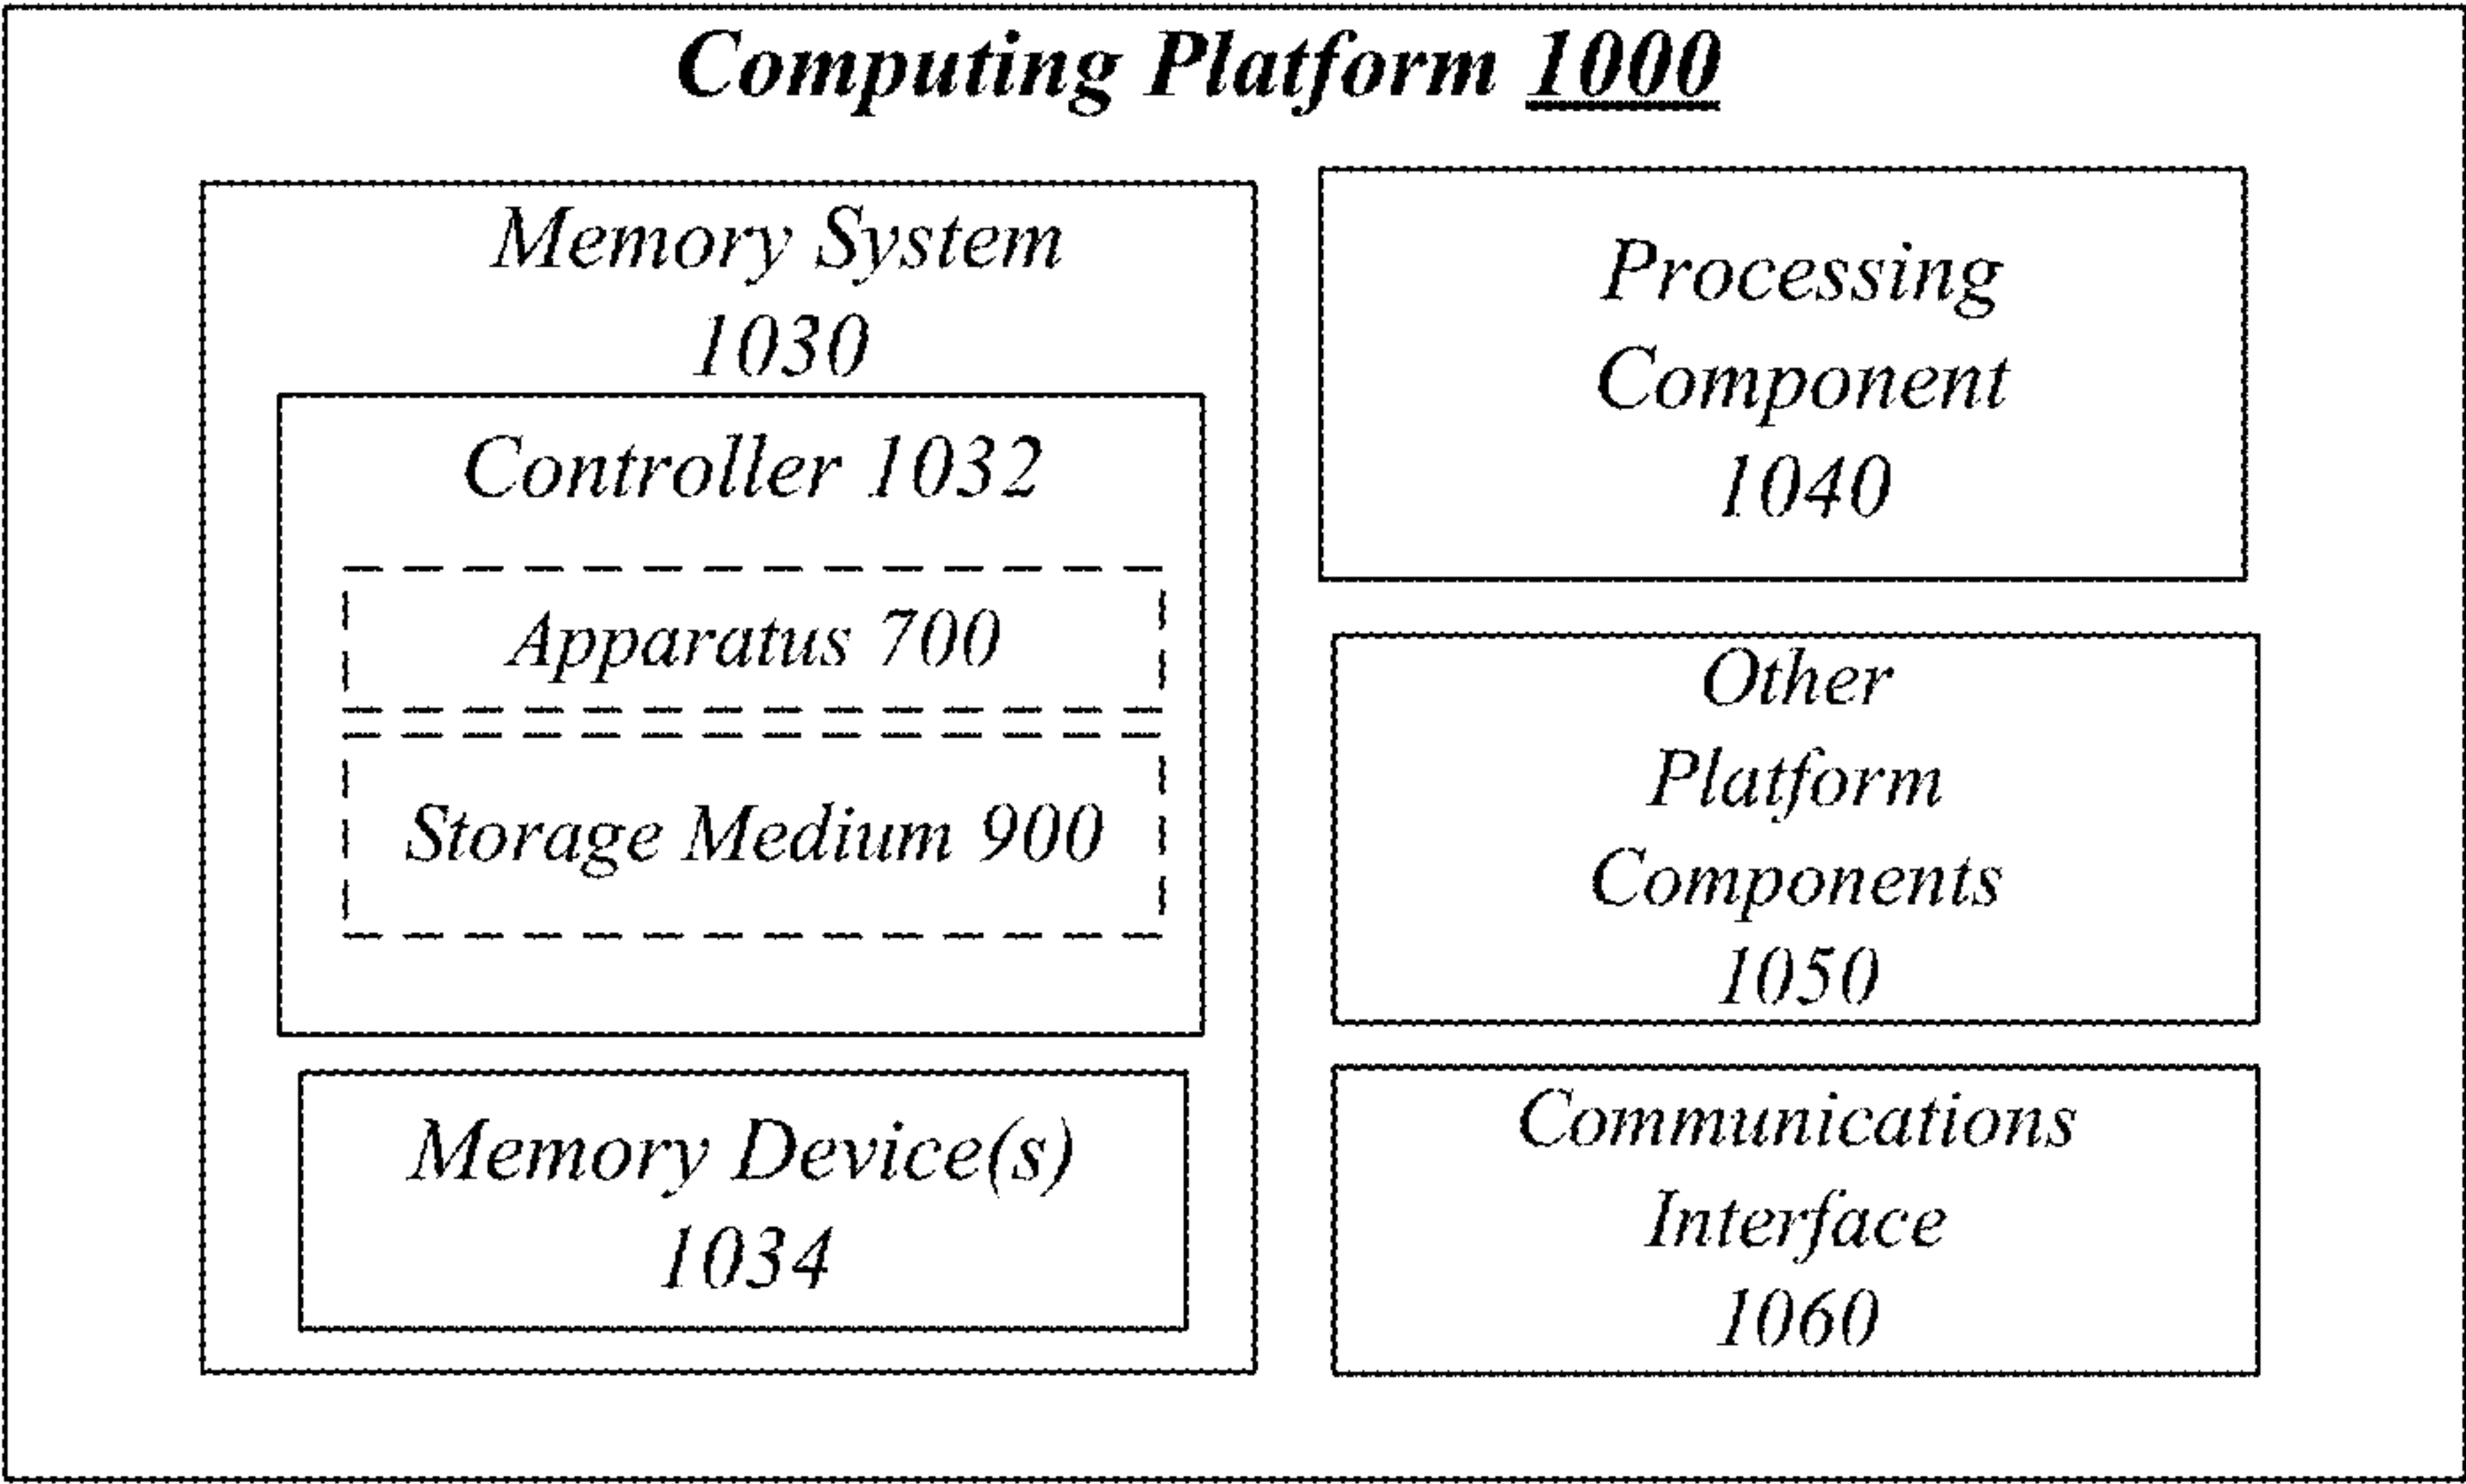 Computing Platform 1000
Memory System
1030
Controller 1032
Apparatus 700
Storage Medium 900
Memory Device(s)
1034
Processing
Component
1040
Other
Platform
Components
1050
Communications
Interface
1060